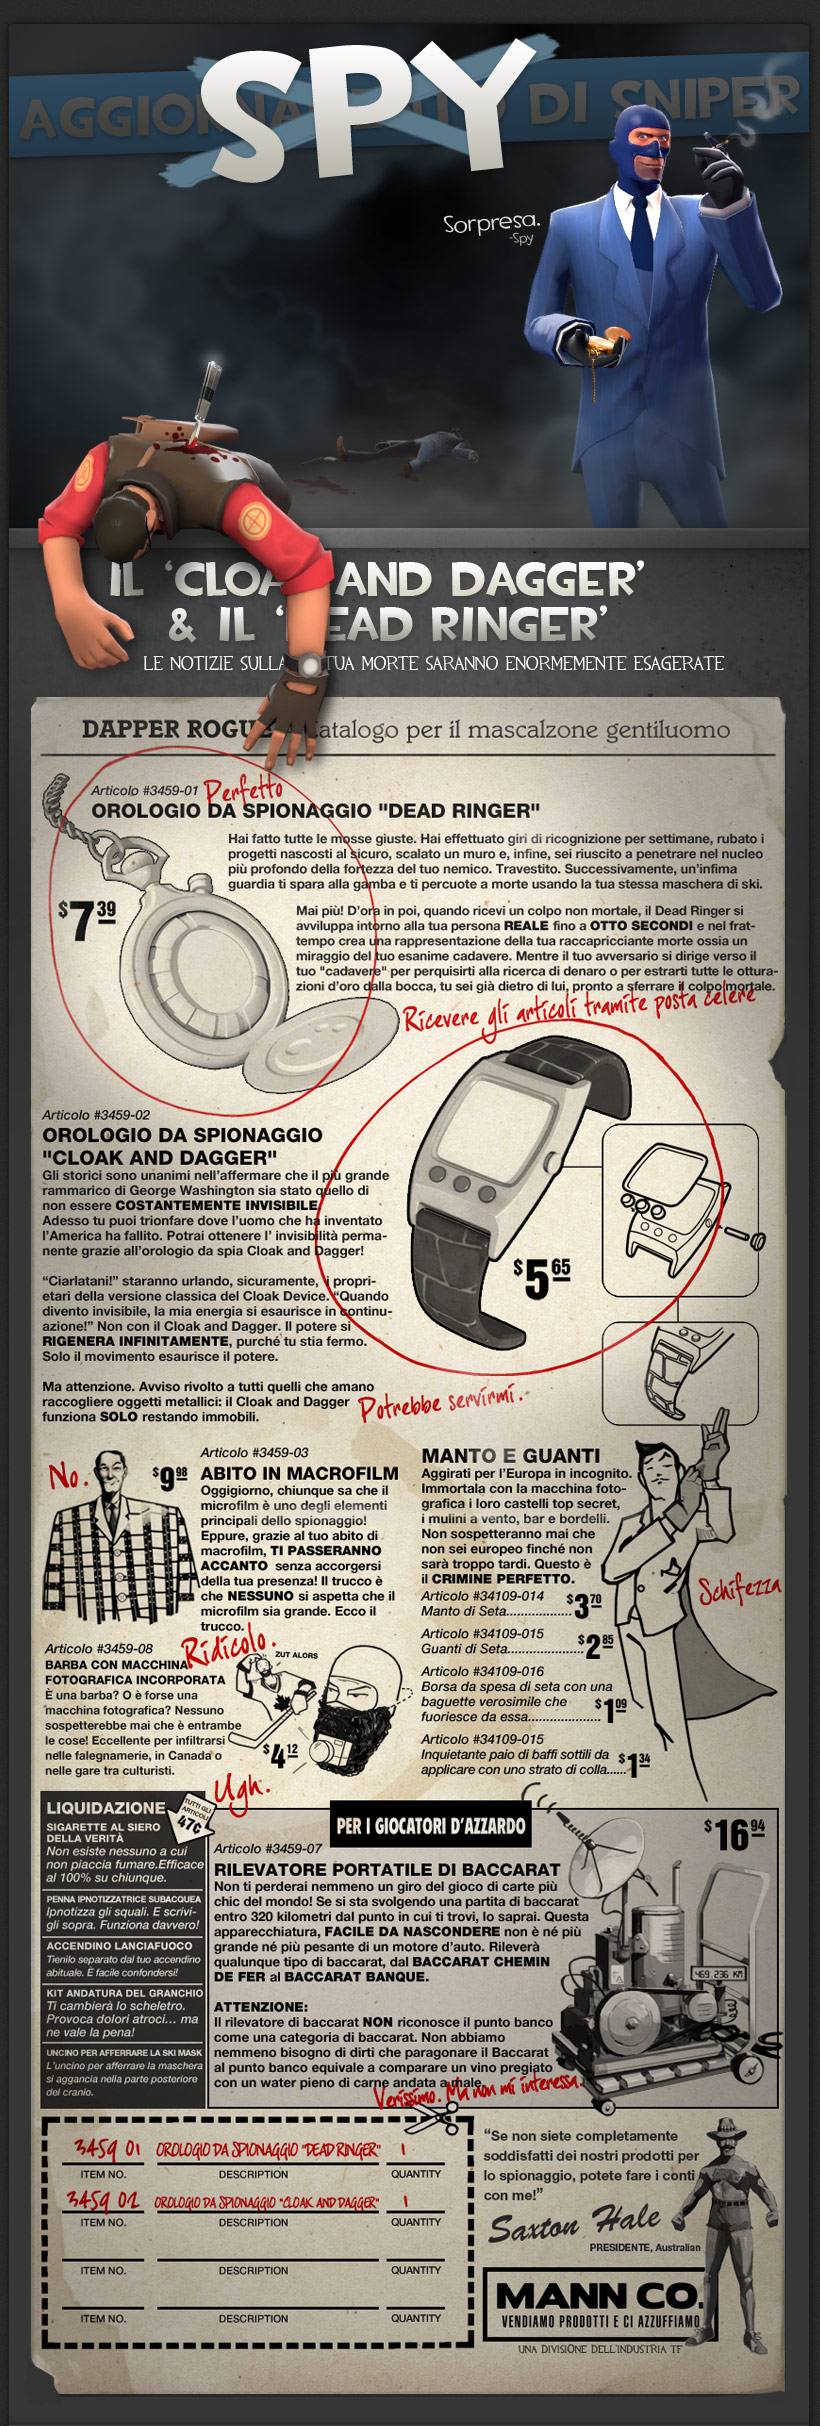 AGGIORNAMENTO DI SNIPER
SPY
Sorpresa.
-Spy
IL ‘CLOAK AND DAGGER’
& IL ‘DEAD RINGER’
LE NOTIZIE SULLA TUA MORTE SARANNO ENORMEMENTE ESAGERATE
DAPPER ROGUE Catalogo per il mascalzone gentiluomo
Articolo #3459-01 Perfetto
OROLOGIO DA SPIONAGGIO "DEAD RINGER"
Hai fatto tutte le mosse giuste. Hai effettuato giri di ricognizione per settimane, rubato i
progetti nascosti al sicuro, scalato un muro e, infine, sei riuscito a penetrare nel nucleo
più profondo della fortezza del tuo nemico. Travestito. Successivamente, un'infima
guardia ti spara alla gamba e ti percuote a morte usando la tua stessa maschera di ski.
$7 39
Mai più! D'ora in poi, quando ricevi un colpo non mortale, il Dead Ringer si
avviluppa intorno alla tua persona REALE fino a OTTO SECONDI e nel frat-
tempo crea una rappresentazione della tua raccapricciante morte ossia un
miraggio del tuo esanime cadavere. Mentre il tuo avversario si dirige verso il
tuo "cadavere" per perquisirti alla ricerca di denaro o per estrarti tutte le ottura-
zioni d'oro dalla bocca, tu sei già dietro di lui, pronto a sferrare il colpo mortale.
Ricevere gli articoli tramite posta celere
Articolo #3459-02
OROLOGIO DA SPIONAGGIO
"CLOAK AND DAGGER"
Gli storici sono unanimi nell'affermare che il più grande
rammarico di George Washington sia stato quello di
non essere COSTANTEMENTE INVISIBILE.
Adesso tu puoi trionfare dove l'uomo che ha inventato
l'America ha fallito. Potrai ottenere l' invisibilità perma-
nente grazie all'orologio da spia Cloak and Dagger!
$5 65
“Ciarlatani!” staranno urlando, sicuramente, i propri-
etari della versione classica del Cloak Device. “Quando
divento invisibile, la mia energia si esaurisce in continu-
azione!” Non con il Cloak and Dagger. Il potere si
RIGENERA INFINITAMENTE, purché tu stia fermo.
Solo il movimento esaurisce il potere.
Ma attenzione. Avviso rivolto a tutti quelli che amano
raccogliere oggetti metallici: il Cloak and Dagger
funziona SOLO restando immobili.
Potrebbe servirmi.
No.
$9 98
Articolo #3459-03
ABITO IN MACROFILM
Oggigiorno, chiunque sa che il
microfilm è uno degli elementi
principali dello spionaggio!
Eppure, grazie al tuo abito di
macrofilm, TI PASSERANNO
ACCANTO senza accorgersi
della tua presenza! Il trucco è
che NESSUNO si aspetta che il
microfilm sia grande. Ecco il
trucco.
MANTO E GUANTI
Aggirati per l'Europa in incognito.
Immortala con la macchina foto-
grafica i loro castelli top secret,
i mulini a vento, bar e bordelli.
Non sospetteranno mai che
non sei europeo finché non
sarà troppo tardi. Questo è
il CRIMINE PERFETTO.
Articolo #34109-014
Manto di Seta................. $3 70
Articolo #34109-015
Guanti di Seta.................... $2 85
Articolo #34109-016
Borsa da spesa di seta con una
baguette verosimile che
fuoriesce da essa..................... $1 09
Articolo #34109-015
Inquietante paio di baffi sottili da
applicare con uno strato di colla...... $1 34
Schifezza
Articolo #3459-08
Ridicolo.
BARBA CON MACCHINA
FOTOGRAFICA INCORPORATA
È una barba? O è forse una
macchina fotografica? Nessuno
sospetterebbe mai che è entrambe
le cose! Eccellente per infiltrarsi
nelle falegnamerie, in Canada o
nelle gare tra culturisti.
ZUT ALORS
$4 12
Ugh.
LIQUIDAZIONE
TUTTI GLI
ARTICOLI
47¢
SIGARETTE AL SIERO
DELLA VERITÀ
Non esiste nessuno a cui
non piaccia fumare.Efficace
al 100% su chiunque.
PENNA IPNOTIZZATRICE SUBACQUEA
Ipnotizza gli squali. E scrivi-
gli sopra. Funziona davvero!
ACCENDINO LANCIAFUOCO
Tienilo separato dal tuo accendino
abituale. È facile confondersi!
KIT ANDATURA DEL GRANCHIO
Ti cambierà lo scheletro.
Provoca dolori atroci... ma
ne vale la pena!
UNCINO PER AFFERRARE LA SKI MASK
L'uncino per afferrare la maschera
si aggancia nella parte posteriore
del cranio.
PER I GIOCATORI D'AZZARDO
$16 94
Articolo #3459-07
RILEVATORE PORTATILE DI BACCARAT
Non ti perderai nemmeno un giro del gioco di carte più
chic del mondo! Se si sta svolgendo una partita di baccarat
entro 320 kilometri dal punto in cui ti trovi, lo saprai. Questa
apparecchiatura, FACILE DA NASCONDERE non è né più
grande né più pesante di un motore d'auto. Rileverà
qualunque tipo di baccarat, dal BACCARAT CHEMIN
DE FER al BACCARAT BANQUE.
469.236 KM
ATTENZIONE:
Il rilevatore di baccarat NON riconosce il punto banco
come una categoria di baccarat. Non abbiamo
nemmeno bisogno di dirti che paragonare il Baccarat
al punto banco equivale a comparare un vino pregiato
con un water pieno di carne andata a male.
Verissimo. Ma non mi interessa.
3459 01 OROLOGIO DA SPIONAGGIO "DEAD RINGER" 1
ITEM NO. DESCRIPTION QUANTITY
3459 02 OROLOGIO DA SPIONAGGIO "CLOAK AND DAGGER" 1
ITEM NO. DESCRIPTION QUANTITY
ITEM NO. DESCRIPTION QUANTITY
ITEM NO. DESCRIPTION QUANTITY
“Se non siete completamente
soddisfatti dei nostri prodotti per
lo spionaggio, potete fare i conti
con me!”
Saxton Hale
PRESIDENTE, Australian
MANN CO.
VENDIAMO PRODOTTI E CI AZZUFFIAMO
UNA DIVISIONE DELL'INDUSTRIA TF